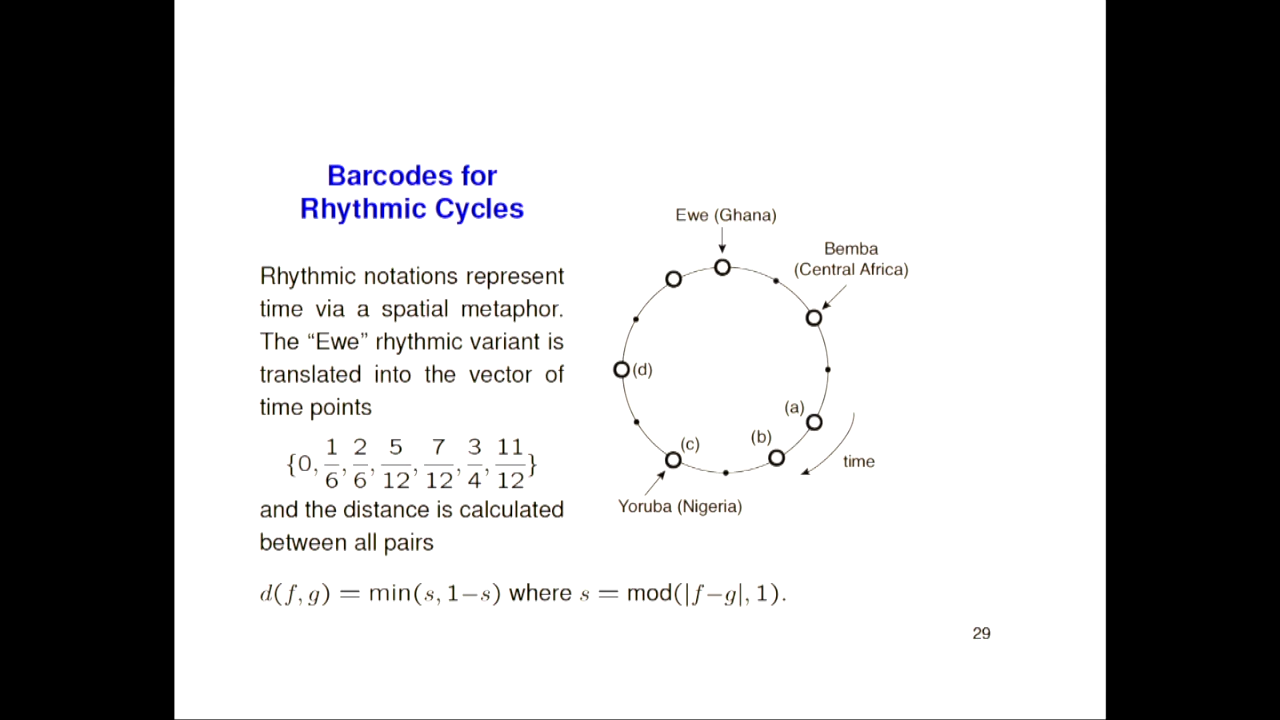 Barcodes for
Rhythmic Cycles
Rhythmic notations represent
time via a spatial metaphor.
The “Ewe” rhythmic variant is
translated into the vector of
time points
{0, 1/6, 2/6, 5/12, 7/12, 3/4, 11/12}
and the distance is calculated
between all pairs
d(f, g) = min(s, 1−s) where s = mod(|f−g|, 1).
Ewe (Ghana)
Bemba
(Central Africa)
(d)
(a)
(b)
(c)
time
Yoruba (Nigeria)
29